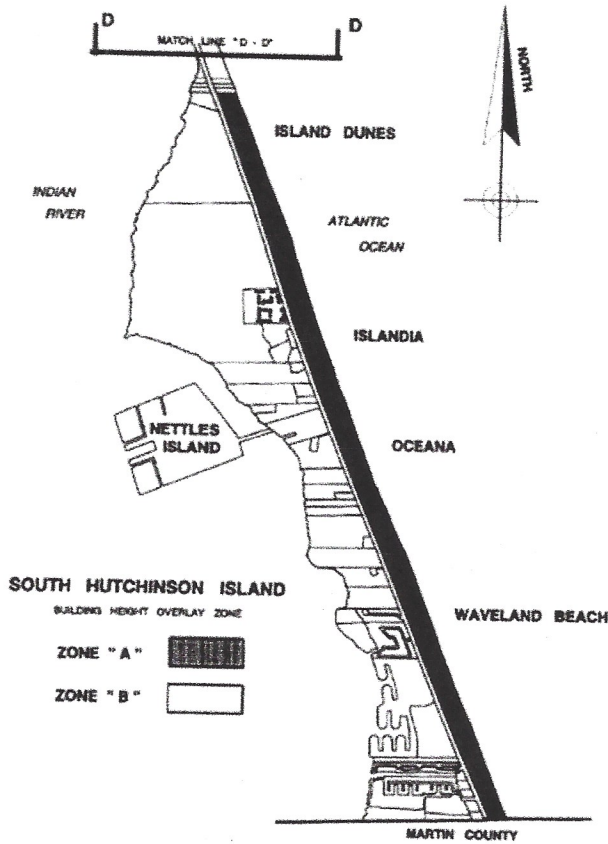 D
D
MATCH LINE "D - D"
NORTH
ISLAND DUNES
INDIAN
RIVER
ATLANTIC
OCEAN
ISLANDIA
NETTLES
ISLAND
OCEANA
SOUTH HUTCHINSON ISLAND
BUILDING HEIGHT OVERLAY ZONE
WAVELAND BEACH
ZONE "A"
ZONE "B"
MARTIN COUNTY